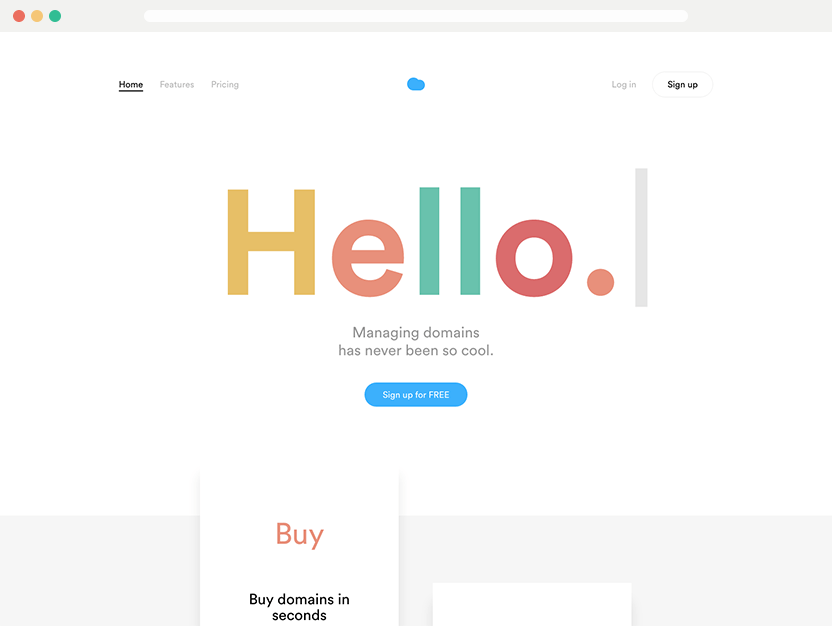 Home Features Pricing Log in Sign up
Hello.
Managing domains
has never been so cool.
Sign up for FREE
Buy
Buy domains in
seconds